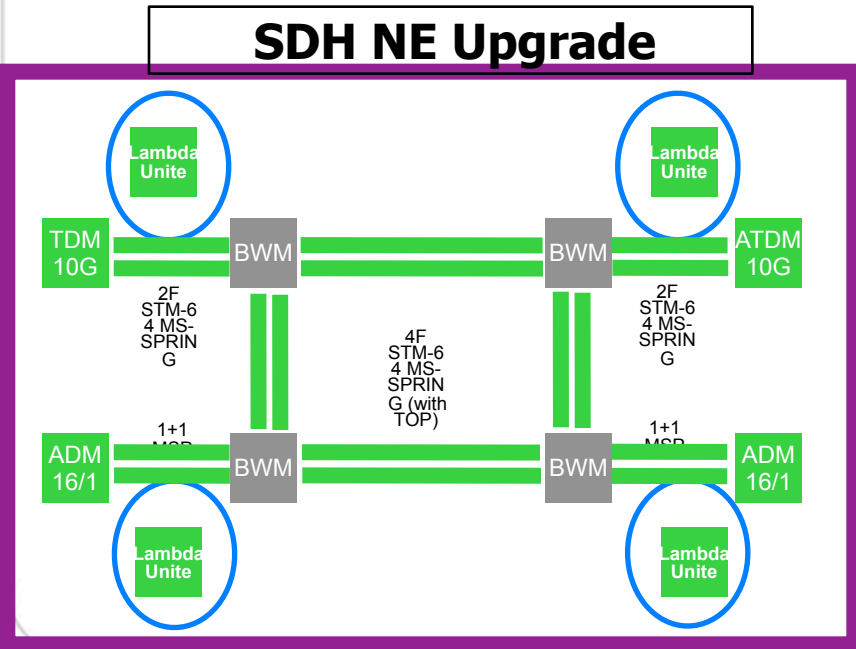 SDH NE Upgrade
Lambda
Unite
Lambda
Unite
TDM
10G
BWM
BWM
ATDM
10G
2F
STM-6
4 MS-
SPRIN
G
4F
STM-6
4 MS-
SPRIN
G (with
TOP)
2F
STM-6
4 MS-
SPRIN
G
1+1
MSP
1+1
MSP
ADM
16/1
BWM
BWM
ADM
16/1
Lambda
Unite
Lambda
Unite